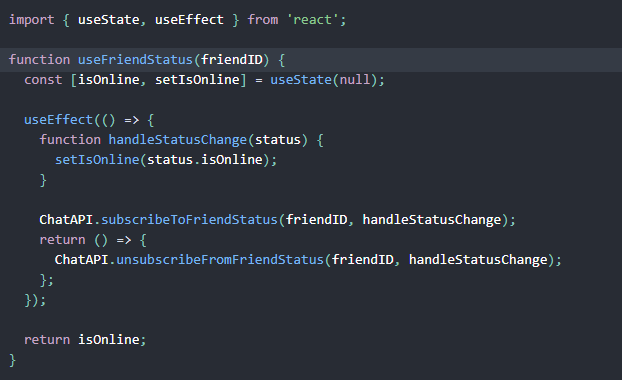 import { useState, useEffect } from 'react';
function useFriendStatus(friendID) {
const [isOnline, setIsOnline] = useState(null);
useEffect(() => {
function handleStatusChange(status) {
setIsOnline(status.isOnline);
}
ChatAPI.subscribeToFriendStatus(friendID, handleStatusChange);
return () => {
ChatAPI.unsubscribeFromFriendStatus(friendID, handleStatusChange);
};
});
return isOnline;
}